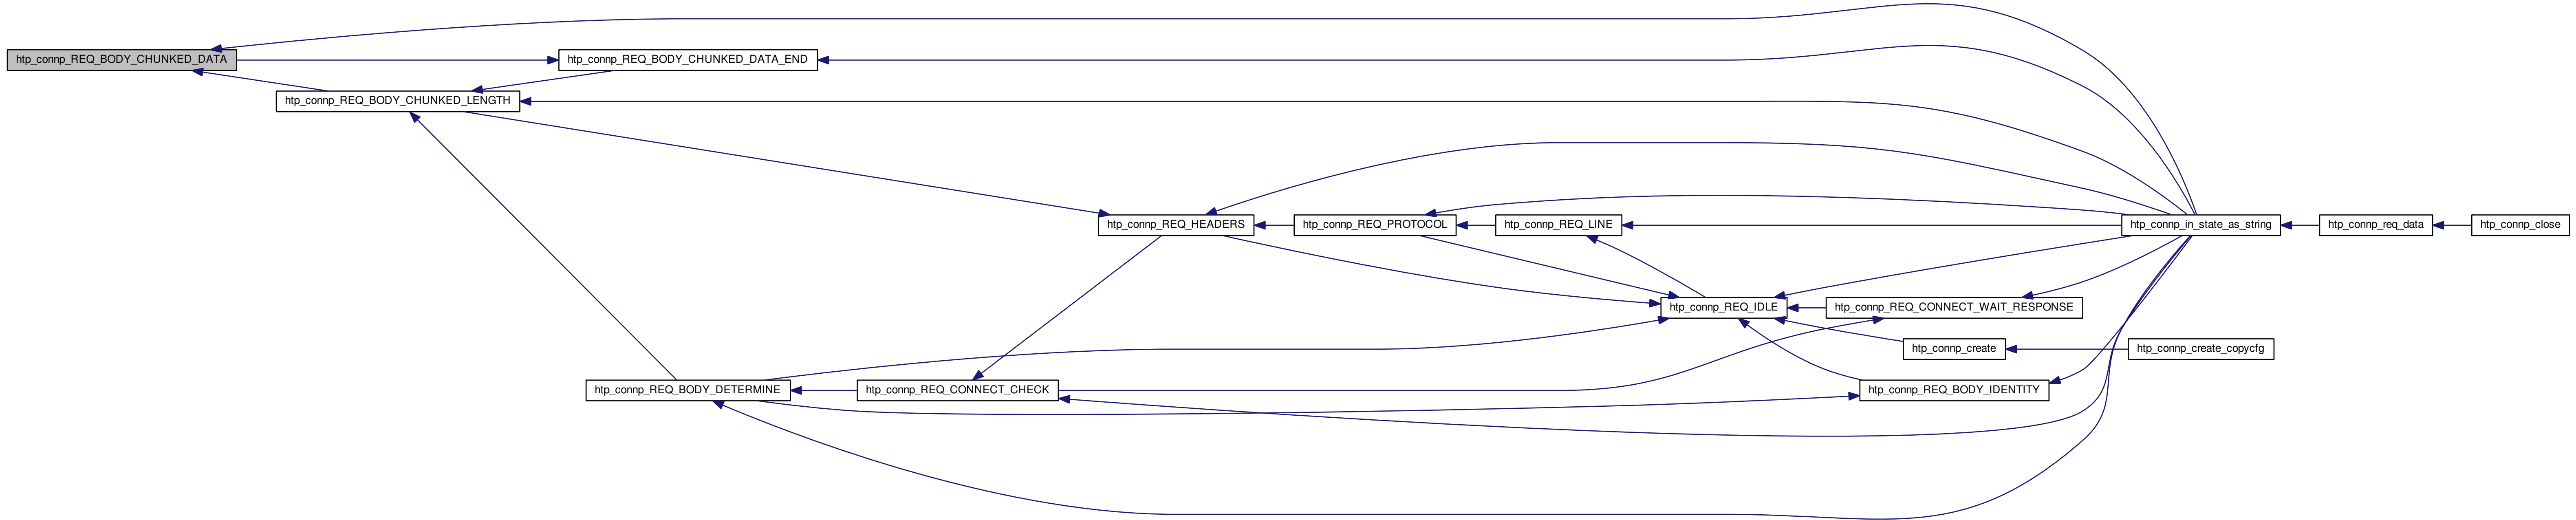 htp_connp_REQ_BODY_CHUNKED_DATA
htp_connp_REQ_BODY_CHUNKED_DATA_END
htp_connp_REQ_BODY_CHUNKED_LENGTH
htp_connp_REQ_HEADERS
htp_connp_REQ_PROTOCOL
htp_connp_REQ_LINE
htp_connp_in_state_as_string
htp_connp_req_data
htp_connp_close
htp_connp_REQ_IDLE
htp_connp_REQ_CONNECT_WAIT_RESPONSE
htp_connp_create
htp_connp_create_copycfg
htp_connp_REQ_BODY_DETERMINE
htp_connp_REQ_CONNECT_CHECK
htp_connp_REQ_BODY_IDENTITY